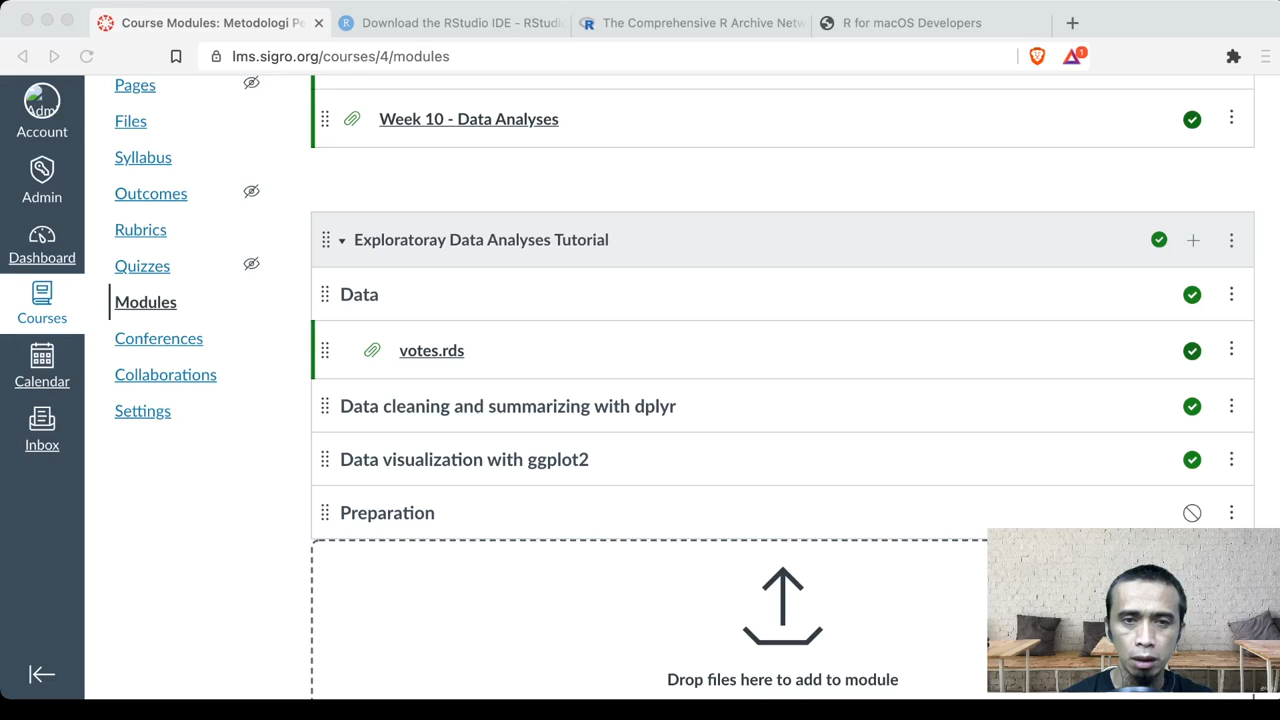 Course Modules: Metodologi Pe
Download the RStudio IDE - RStudio
The Comprehensive R Archive Netw
R for macOS Developers
lms.sigro.org/courses/4/modules
1
Adm
Account
Admin
Dashboard
Courses
Calendar
Inbox
Pages
Files
Syllabus
Outcomes
Rubrics
Quizzes
Modules
Conferences
Collaborations
Settings
Week 10 - Data Analyses
Exploratoray Data Analyses Tutorial
Data
votes.rds
Data cleaning and summarizing with dplyr
Data visualization with ggplot2
Preparation
Drop files here to add to module